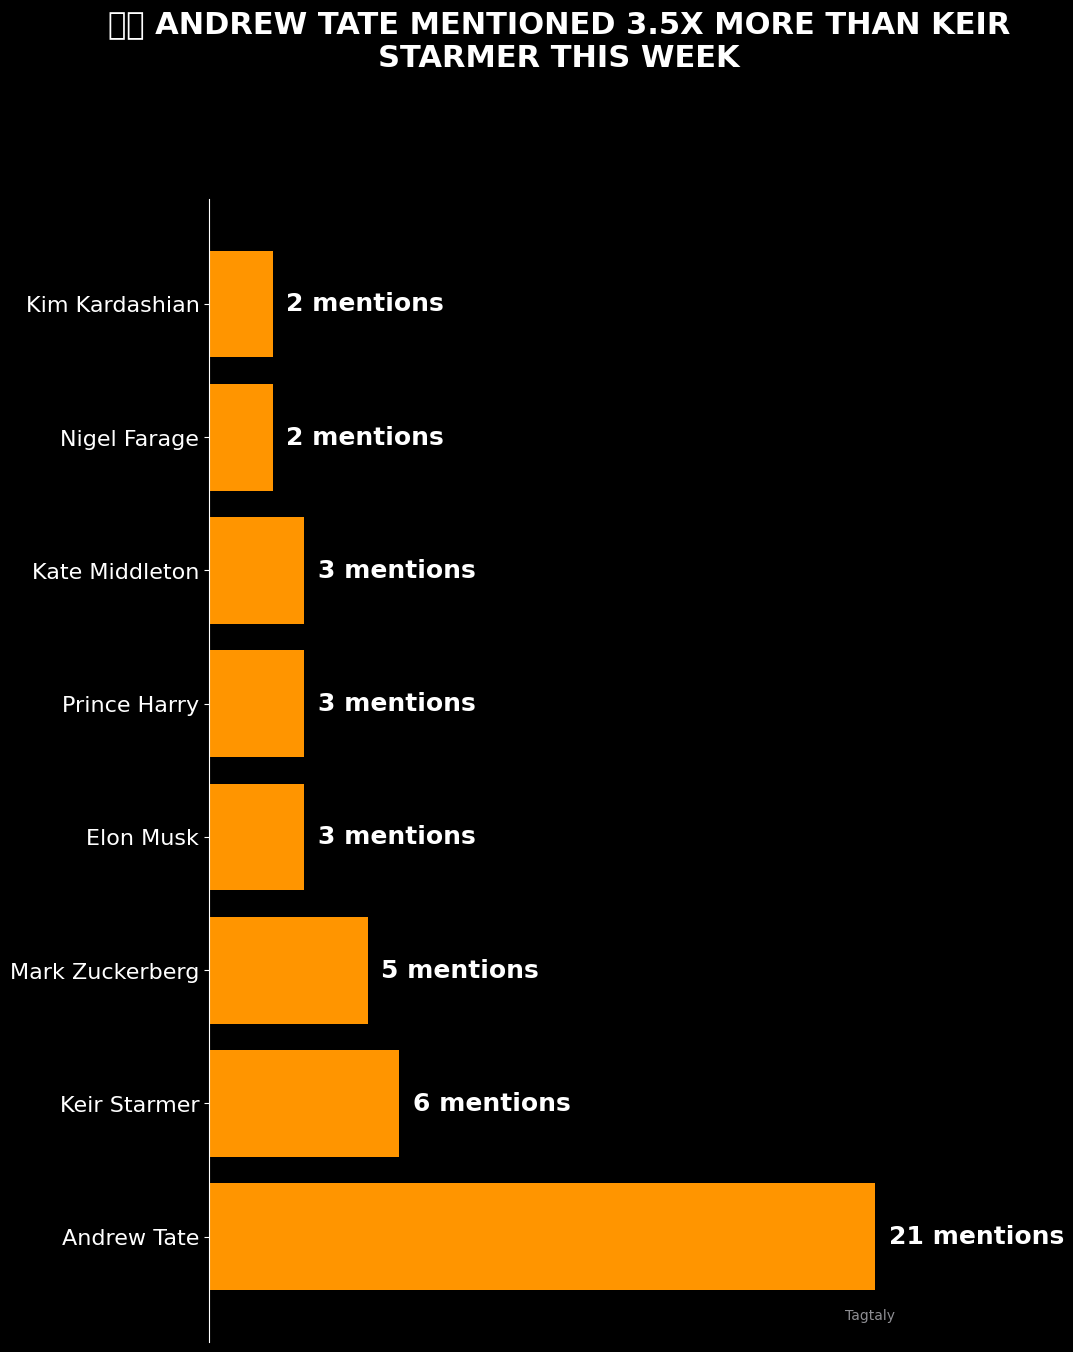 ANDREW TATE MENTIONED 3.5X MORE THAN KEIR
STARMER THIS WEEK
Kim Kardashian 2 mentions
Nigel Farage 2 mentions
Kate Middleton 3 mentions
Prince Harry 3 mentions
Elon Musk 3 mentions
Mark Zuckerberg 5 mentions
Keir Starmer 6 mentions
Andrew Tate 21 mentions
Tagtaly